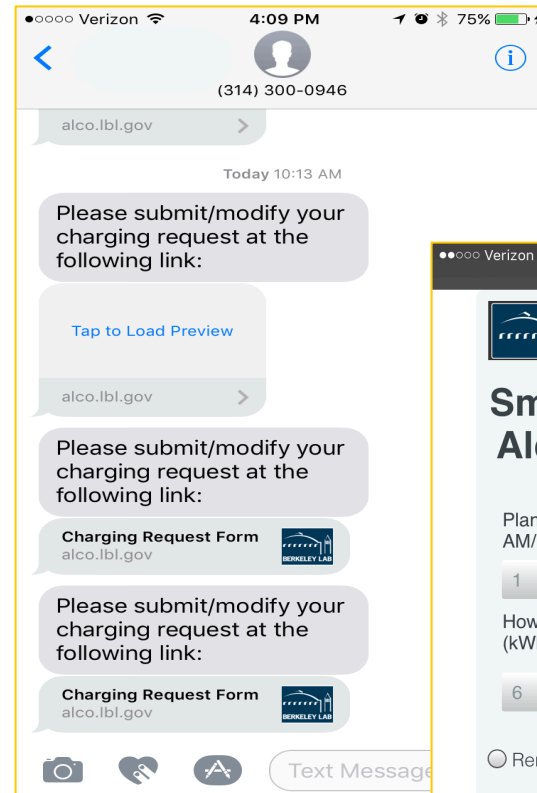 Verizon
4:09 PM
75%
(314) 300-0946
alco.lbl.gov
Today 10:13 AM
Please submit/modify your
charging request at the
following link:
Tap to Load Preview
alco.lbl.gov
Please submit/modify your
charging request at the
following link:
Charging Request Form
alco.lbl.gov
BERKELEY LAB
Please submit/modify your
charging request at the
following link:
Charging Request Form
alco.lbl.gov
BERKELEY LAB
Text Message
Verizon
Sm
Al
Plan
AM/
1
How
(kW
6
Re